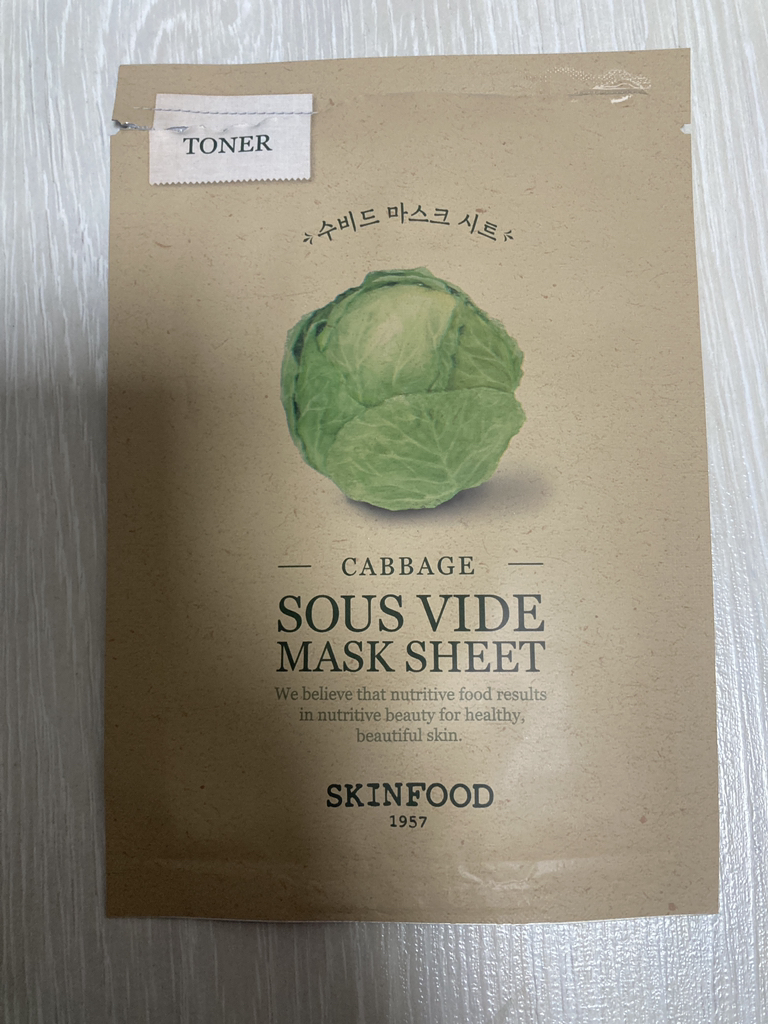 TONER
수비드 마스크 시트
CABBAGE
SOUS VIDE
MASK SHEET
We believe that nutritive food results
in nutritive beauty for healthy,
beautiful skin.
SKINFOOD
1957